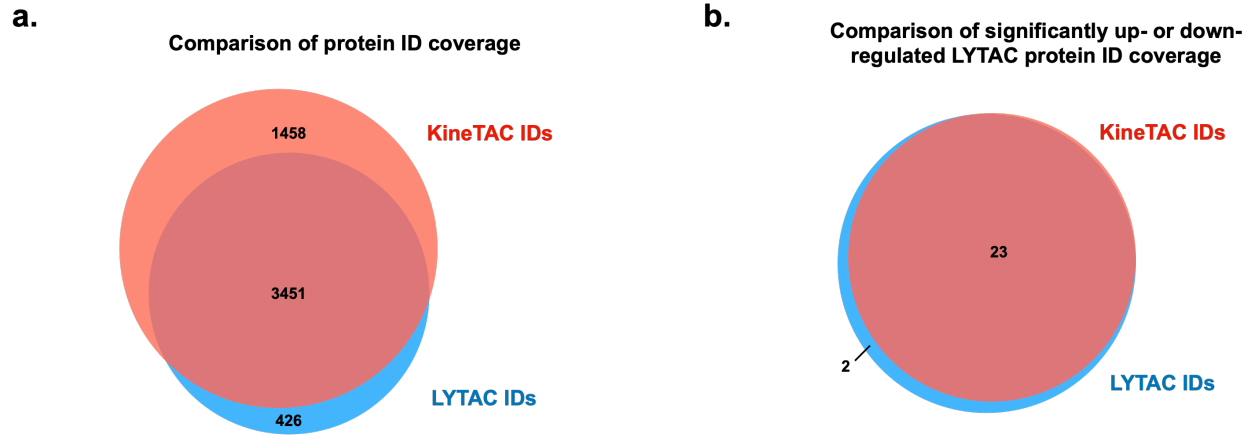 a.
Comparison of protein ID coverage
1458
KineTAC IDs
3451
LYTAC IDs
426
b.
Comparison of significantly up- or down-
regulated LYTAC protein ID coverage
KineTAC IDs
23
2
LYTAC IDs